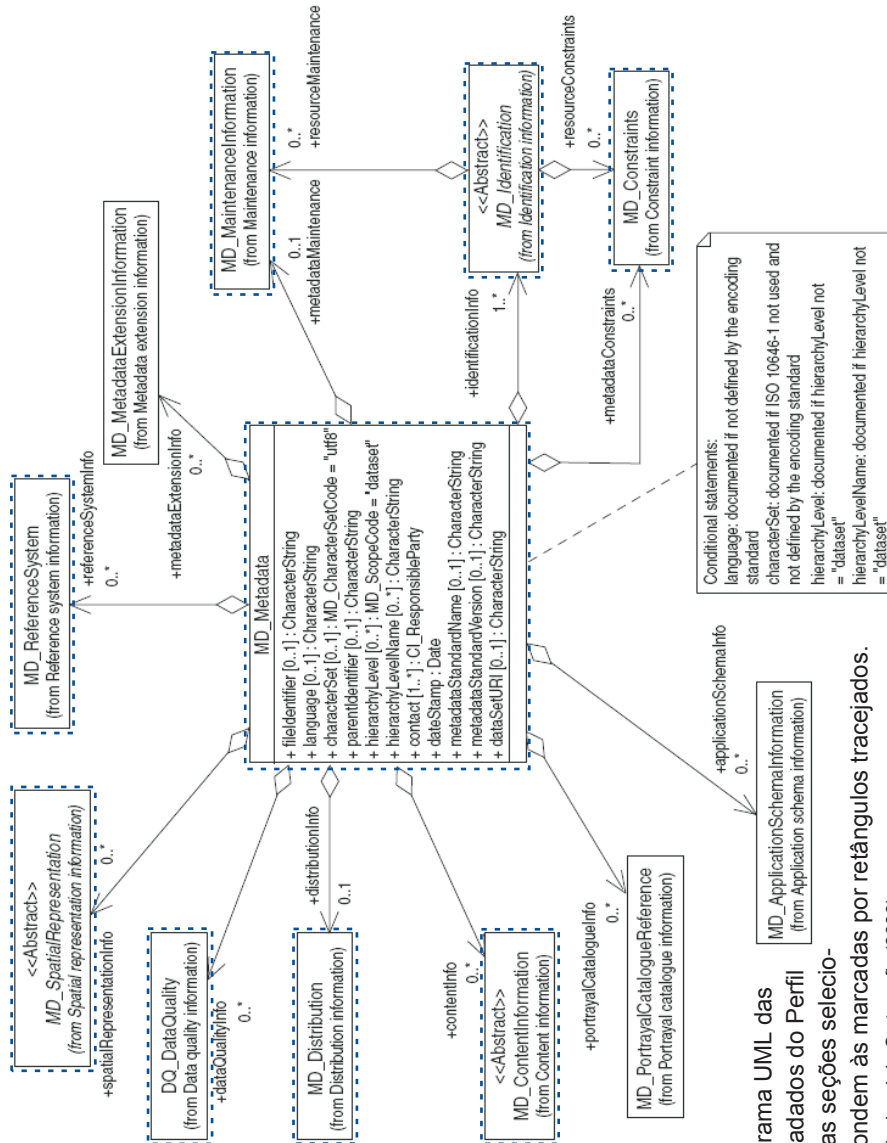 <<Abstract>>
MD_SpatialRepresentation
(from Spatial representation information)
+spatialRepresentationInfo
0..*
MD_ReferenceSystem
(from Reference system information)
+referenceSystemInfo
0..*
MD_MetadataExtensionInformation
(from Metadata extension information)
+metadataExtensionInfo
0..*
MD_MaintenanceInformation
(from Maintenance information)
0..1
+metadataMaintenance
0..*
+resourceMaintenance
DQ_DataQuality
(from Data quality information)
+dataQualityInfo
0..*
MD_Distribution
(from Distribution information)
+distributionInfo
0..1
<<Abstract>>
MD_ContentInformation
(from Content information)
+contentInfo
0..*
MD_Metadata
+ fileIdentifier [0..1] : CharacterString
+ language [0..1] : CharacterString
+ characterSet [0..1] : MD_CharacterSetCode = "utf8"
+ parentIdentifier [0..1] : CharacterString
+ hierarchyLevel [0..*] : MD_ScopeCode = "dataset"
+ hierarchyLevelName [0..*] : CharacterString
+ contact [1..*] : CI_ResponsibleParty
+ dateStamp : Date
+ metadataStandardName [0..1] : CharacterString
+ metadataStandardVersion [0..1] : CharacterString
+ dataSetURI [0..1] : CharacterString
+identificationInfo
1..*
<<Abstract>>
MD_Identification
(from Identification information)
+resourceConstraints
0..*
MD_Constraints
(from Constraint information)
+metadataConstraints
0..*
+portrayalCatalogueInfo
0..*
MD_PortrayalCatalogueReference
(from Portrayal catalogue information)
+applicationSchemaInfo
0..*
MD_ApplicationSchemaInformation
(from Application schema information)
Conditional statements:
language: documented if not defined by the encoding
standard
characterSet: documented if ISO 10646-1 not used and
not defined by the encoding standard
hierarchyLevel: documented if hierarchyLevel not
= "dataset"
hierarchyLevelName: documented if hierarchyLevel not
= "dataset"
rama UML das
adados do Perfil
as seções selecio-
ondem às marcadas por retângulos tracejados.